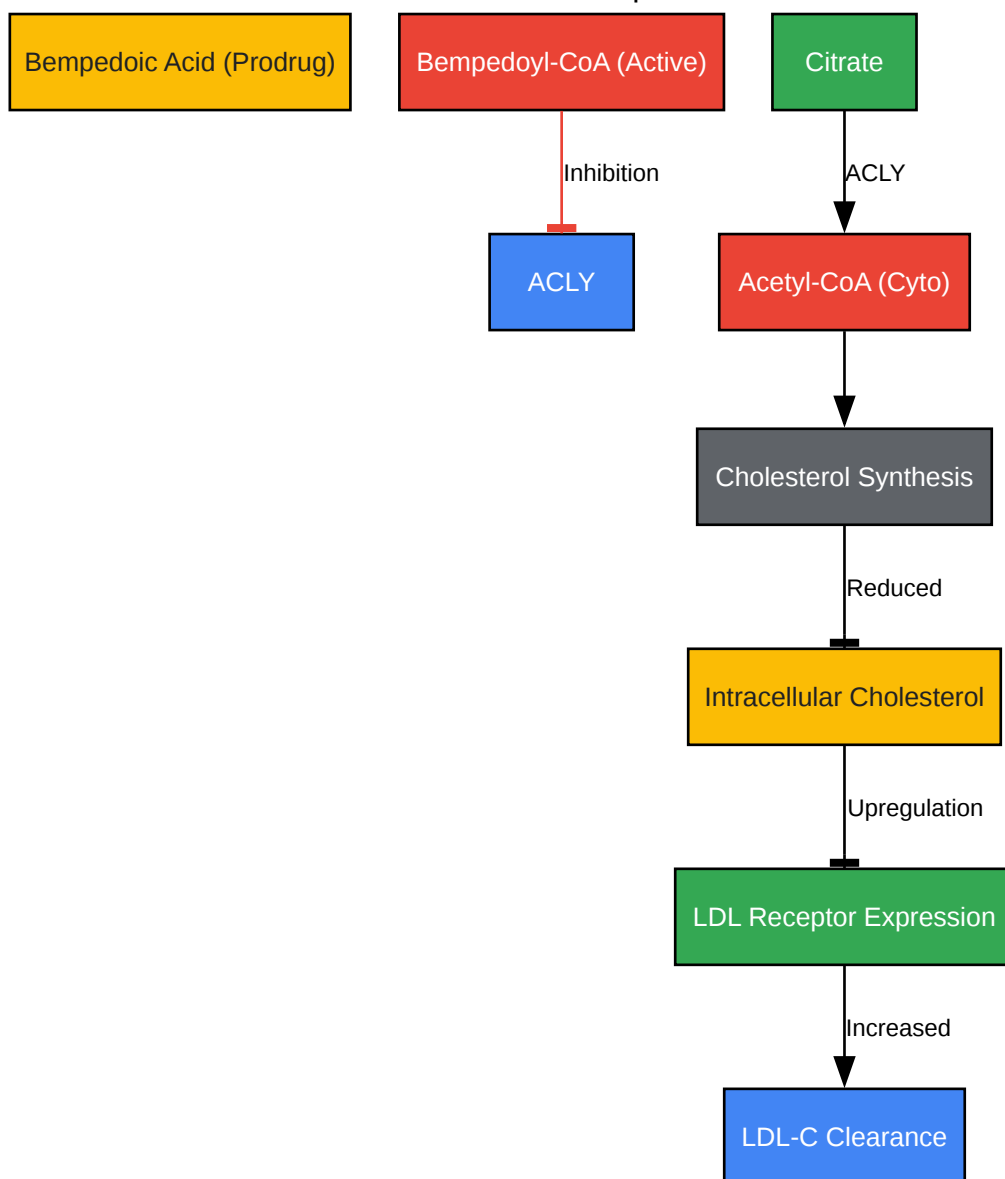 Bempedoic Acid (Prodrug)
Bempedoyl-CoA (Active)
Citrate
Inhibition
ACLY
ACLY
Acetyl-CoA (Cyto)
Cholesterol Synthesis
Reduced
Intracellular Cholesterol
Upregulation
LDL Receptor Expression
Increased
LDL-C Clearance